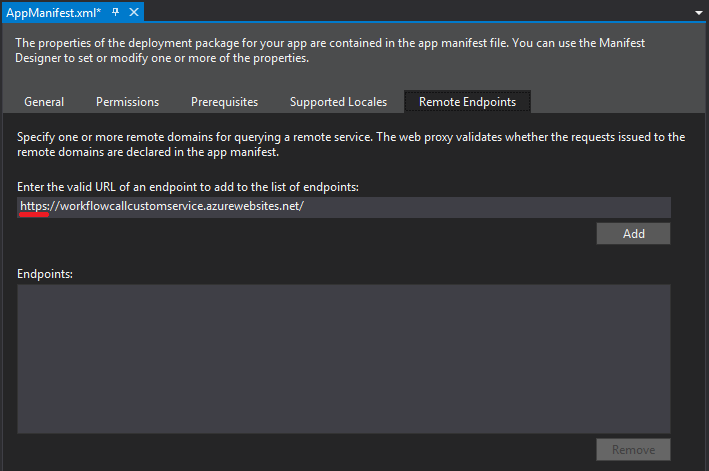 AppManifest.xml*
The properties of the deployment package for your app are contained in the app manifest file. You can use the Manifest
Designer to set or modify one or more of the properties.
General Permissions Prerequisites Supported Locales Remote Endpoints
Specify one or more remote domains for querying a remote service. The web proxy validates whether the requests issued to the
remote domains are declared in the app manifest.
Enter the valid URL of an endpoint to add to the list of endpoints:
https://workflowcallcustomservice.azurewebsites.net/
Add
Endpoints:
Remove